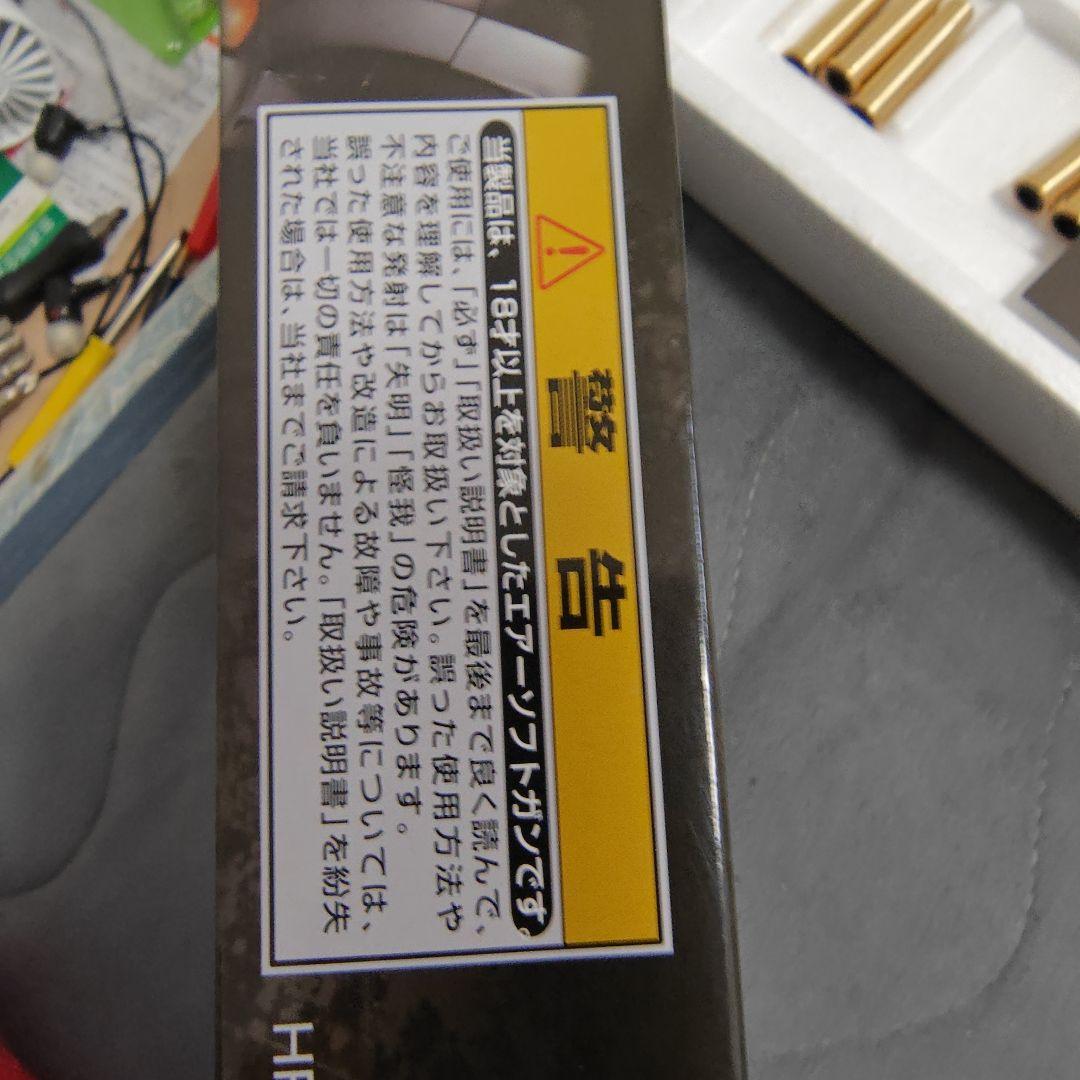 警告
当製品は、18才以上を対象としたエアーソフトガンです。
ご使用には、「必ず」「取扱い説明書」を最後まで良く読んで、
内容を理解してからお取扱い下さい。誤った使用方法や
不注意な発射は「失明」「怪我」の危険があります。
誤った使用方法や改造による故障や事故等については、
当社では一切の責任を負いません。「取扱い説明書」を紛失
された場合は、当社までご請求下さい。